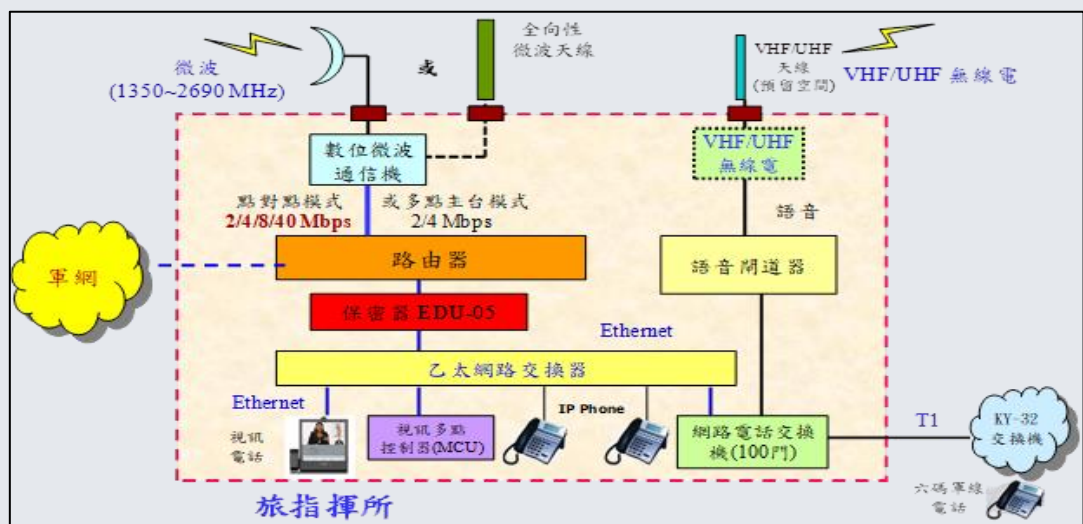 全向性
微波天線
微波
(1350~2690 MHz)
或
VHF/UHF
天線
(預留空間)
VHF/UHF 無線電
數位微波
通信機
VHF/UHF
無線電
點對點模式
2/4/8/40 Mbps
或多點主台模式
2/4 Mbps
語音
軍網
路由器
語音閘道器
保密器 EDU-05
Ethernet
乙太網路交換器
Ethernet
IP Phone
視訊
電話
視訊多點
控制器(MCU)
網路電話交換
機(100門)
T1
KY-32
交換機
六碼軍線
電話
旅指揮所